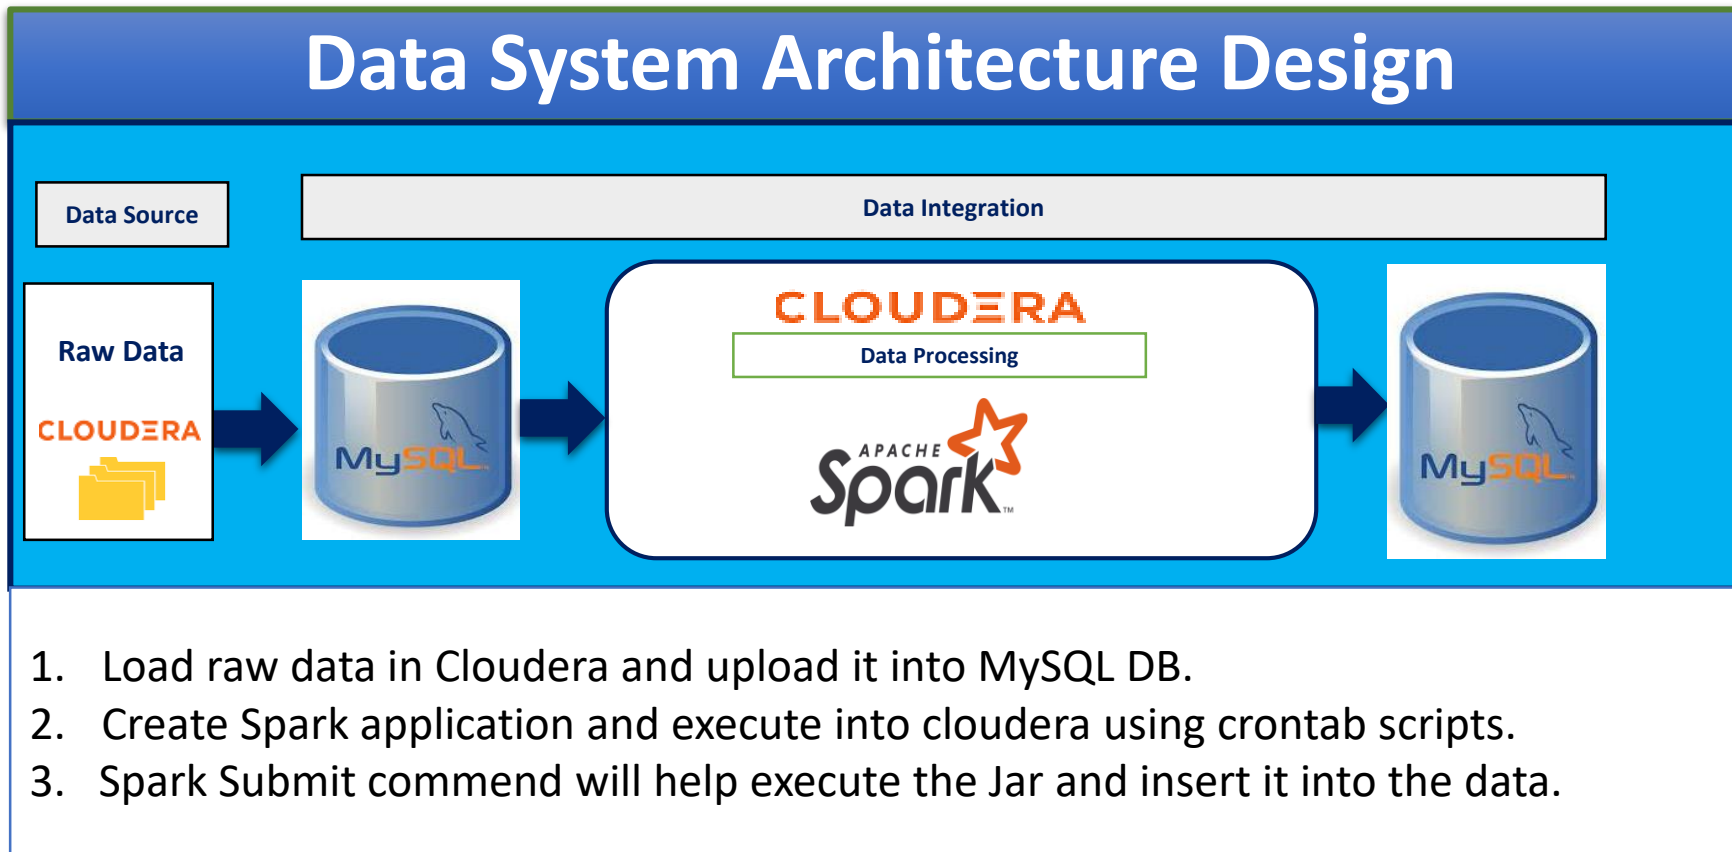 Data System Architecture Design
Data Source
Data Integration
Raw Data
CLOUDERA
MySQL
CLOUDERA
Data Processing
APACHE
Spark™
MySQL
1. Load raw data in Cloudera and upload it into MySQL DB.
2. Create Spark application and execute into cloudera using crontab scripts.
3. Spark Submit commend will help execute the Jar and insert it into the data.